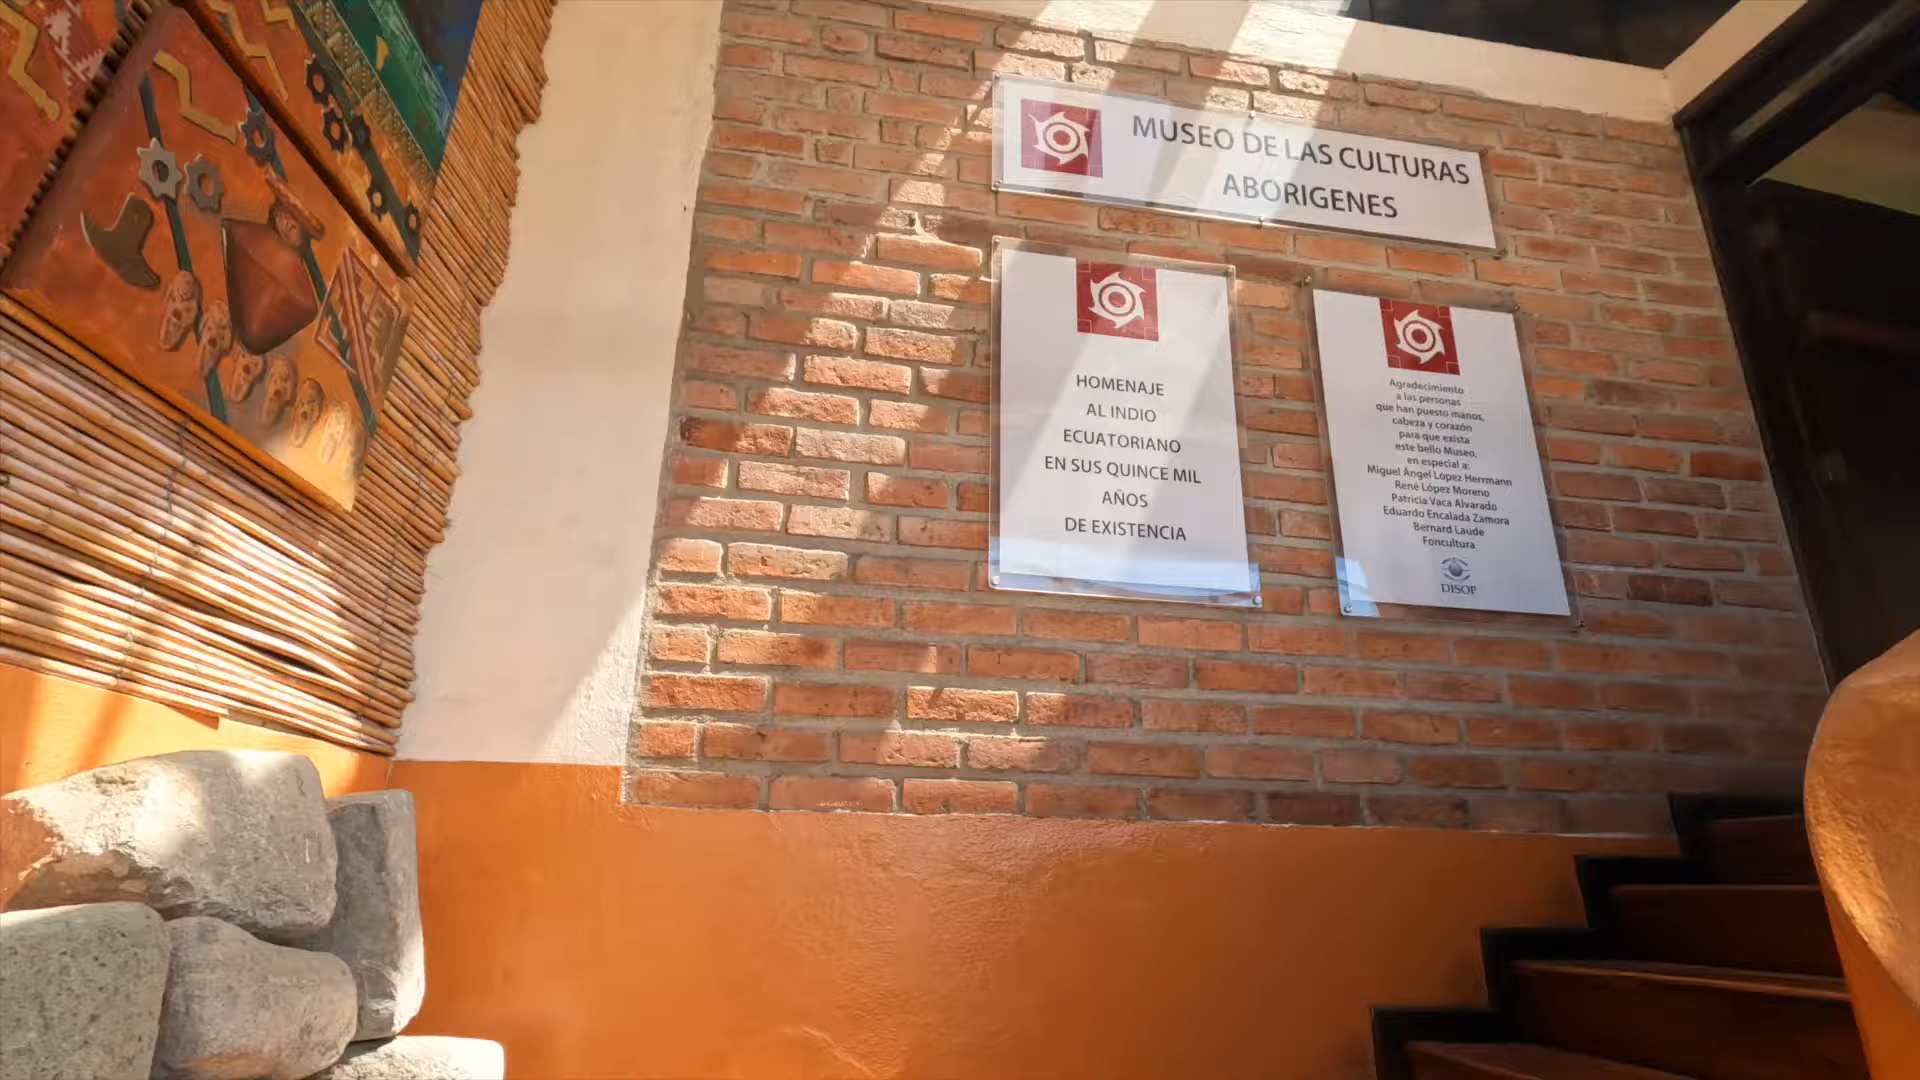 MUSEO DE LAS CULTURAS
ABORIGENES
HOMENAJE
AL INDIO
ECUATORIANO
EN SUS QUINCE MIL
AÑOS
DE EXISTENCIA
Agradecimiento
a las personas
que han puesto manos,
cabeza y corazón
para que exista
este bello Museo,
en especial a:
Miguel Ángel Lopez Herrmann
René López Moreno
Patricia Vaca Alvarado
Eduardo Encalada Zamora
Bernard Laude
Foncultura
DISOP